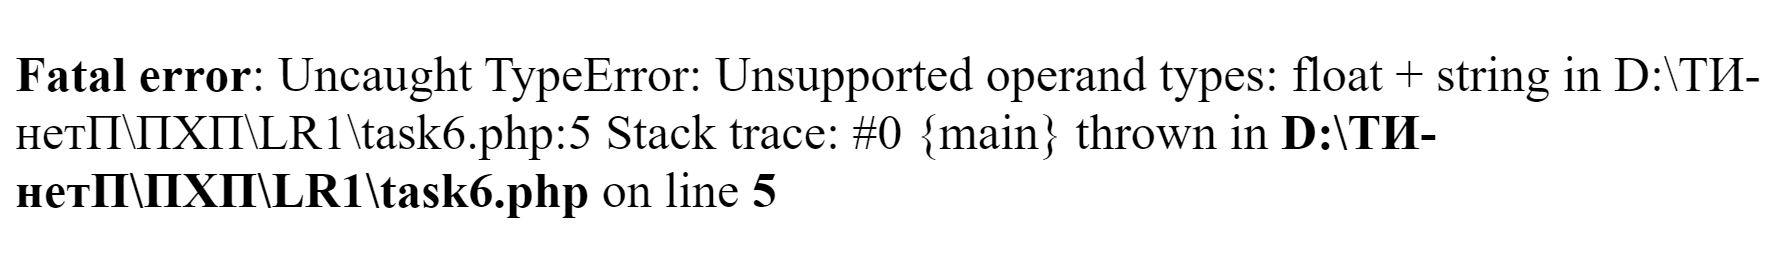 Fatal error: Uncaught TypeError: Unsupported operand types: float + string in D:\ТИ-
нетП\ПХП\LR1\task6.php:5 Stack trace: #0 {main} thrown in D:\ТИ-
нетП\ПХП\LR1\task6.php on line 5